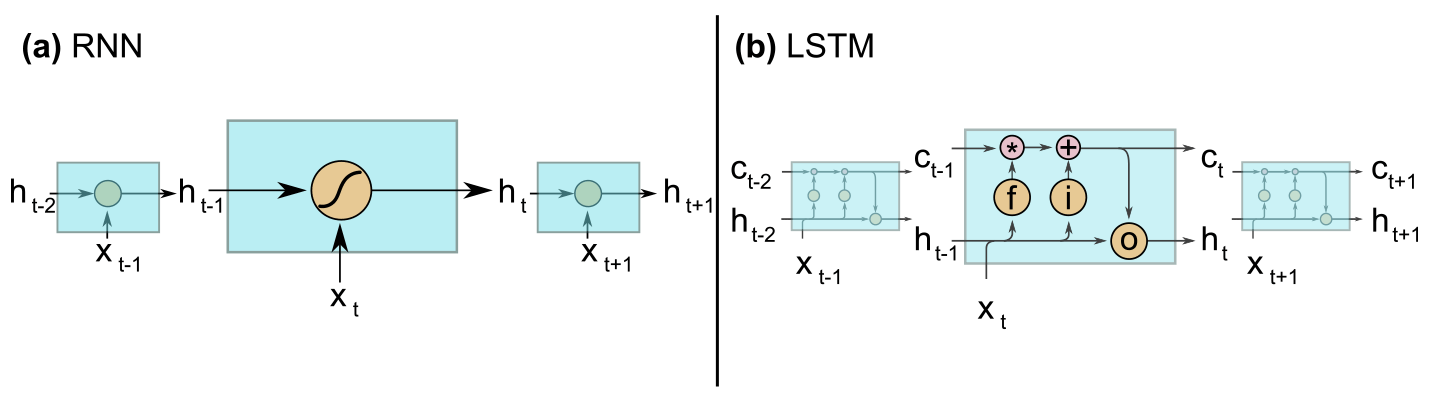 (a) RNN
h t-2
x t-1
h t-1
x t
h t
x t+1
h t+1
(b) LSTM
c t-2
h t-2
x t-1
c t-1
h t-1
x t
* +
f i
o
c t
h t
x t+1
c t+1
h t+1